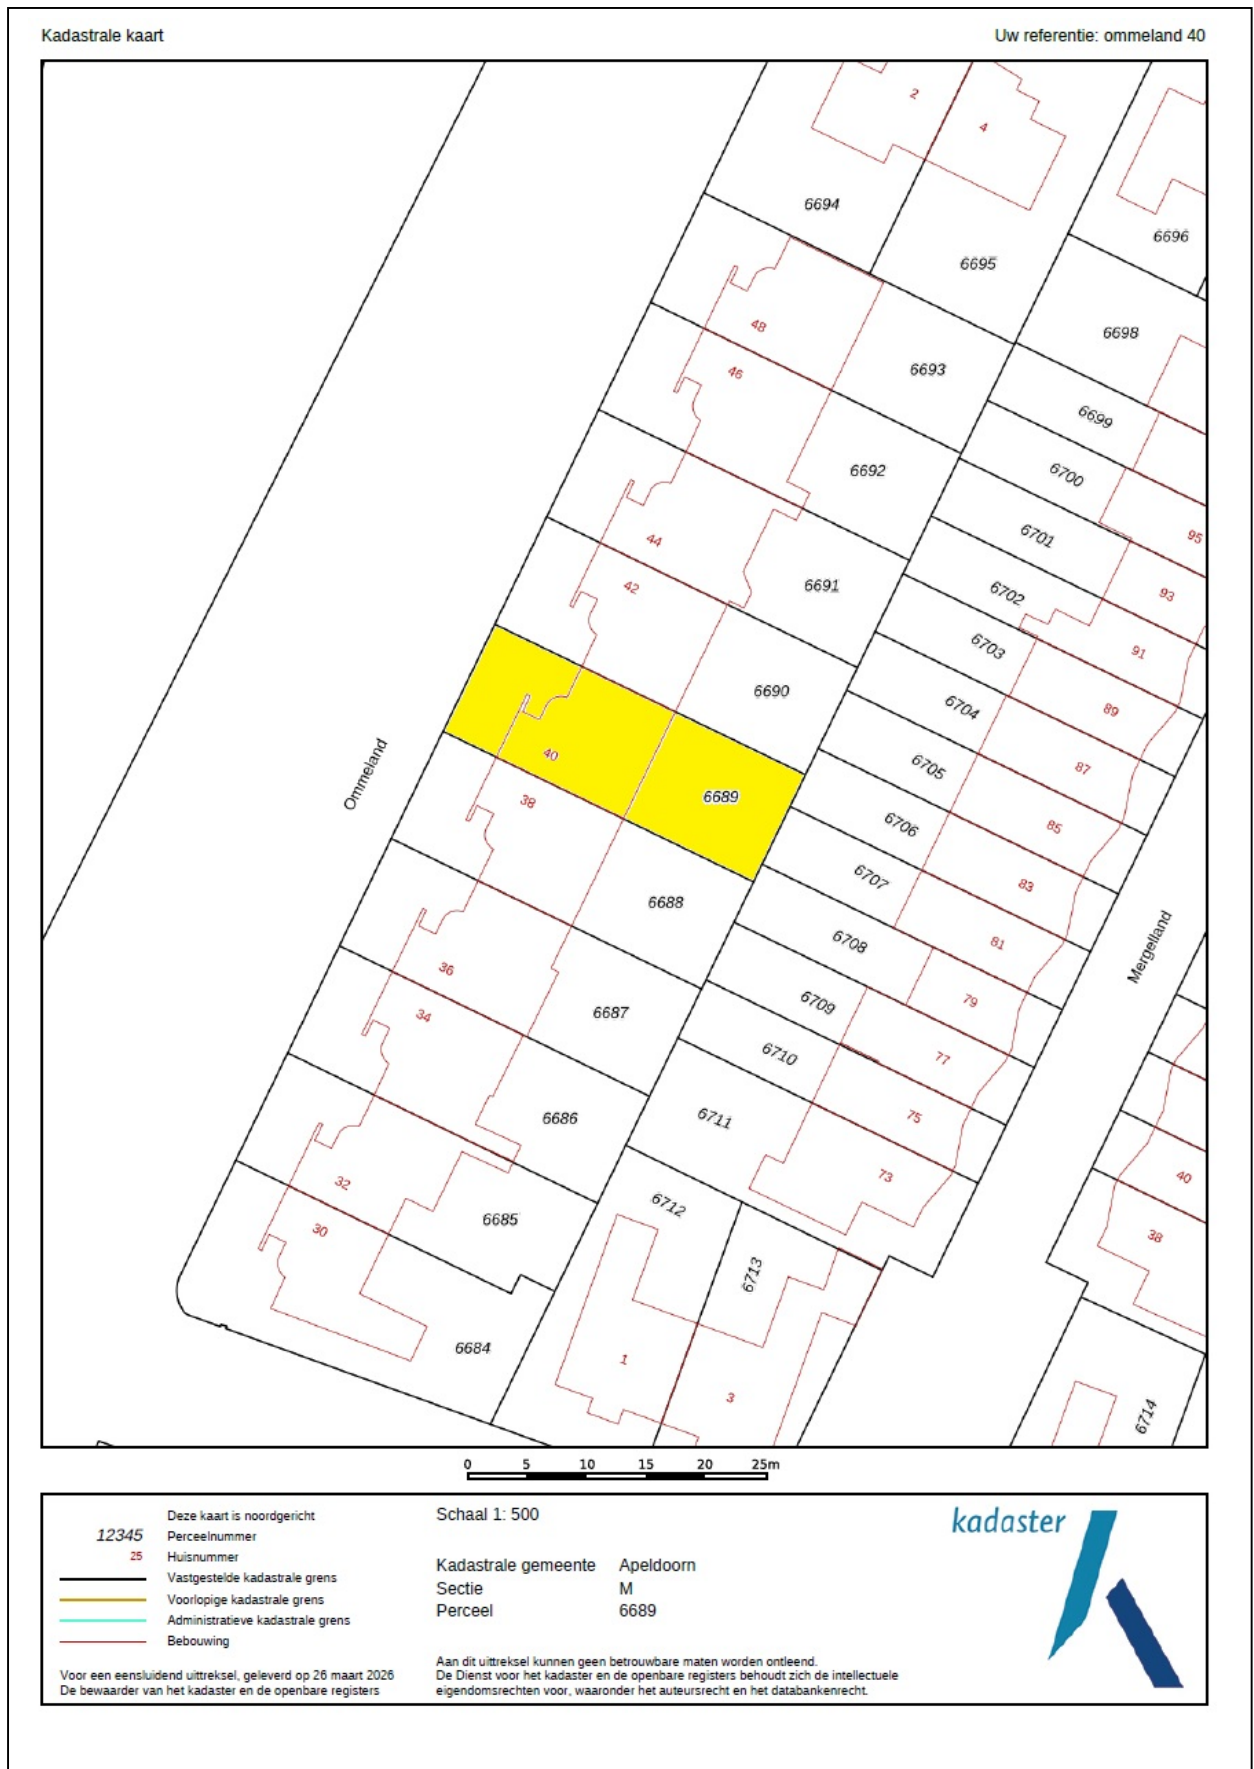 Kadastrale kaart
Uw referentie: ommeland 40
2
4
6694
6695
6696
48
6698
46
6693
6699
6692
6700
44
6701
95
42
6691
6702
93
6703
91
6690
6704
89
40
6689
6705
87
Ommeland
38
6706
85
6707
83
6688
6708
81
36
6709
79
Mergelland
34
6687
6710
77
6686
6711
75
32
73
40
6685
6712
30
38
6713
6684
1
3
6714
0 5 10 15 20 25m
Deze kaart is noordgericht
12345 Perceelnummer
25 Huisnummer
Vastgestelde kadastrale grens
Voorlopige kadastrale grens
Administratieve kadastrale grens
Bebouwing
Voor een eensluidend uittreksel, geleverd op 26 maart 2026
De bewaarder van het kadaster en de openbare registers
Schaal 1: 500
Kadastrale gemeente Apeldoorn
Sectie M
Perceel 6689
Aan dit uittreksel kunnen geen betrouwbare maten worden ontleend.
De Dienst voor het kadaster en de openbare registers behoudt zich de intellectuele
eigendomsrechten voor, waaronder het auteursrecht en het databankenrecht.
kadaster